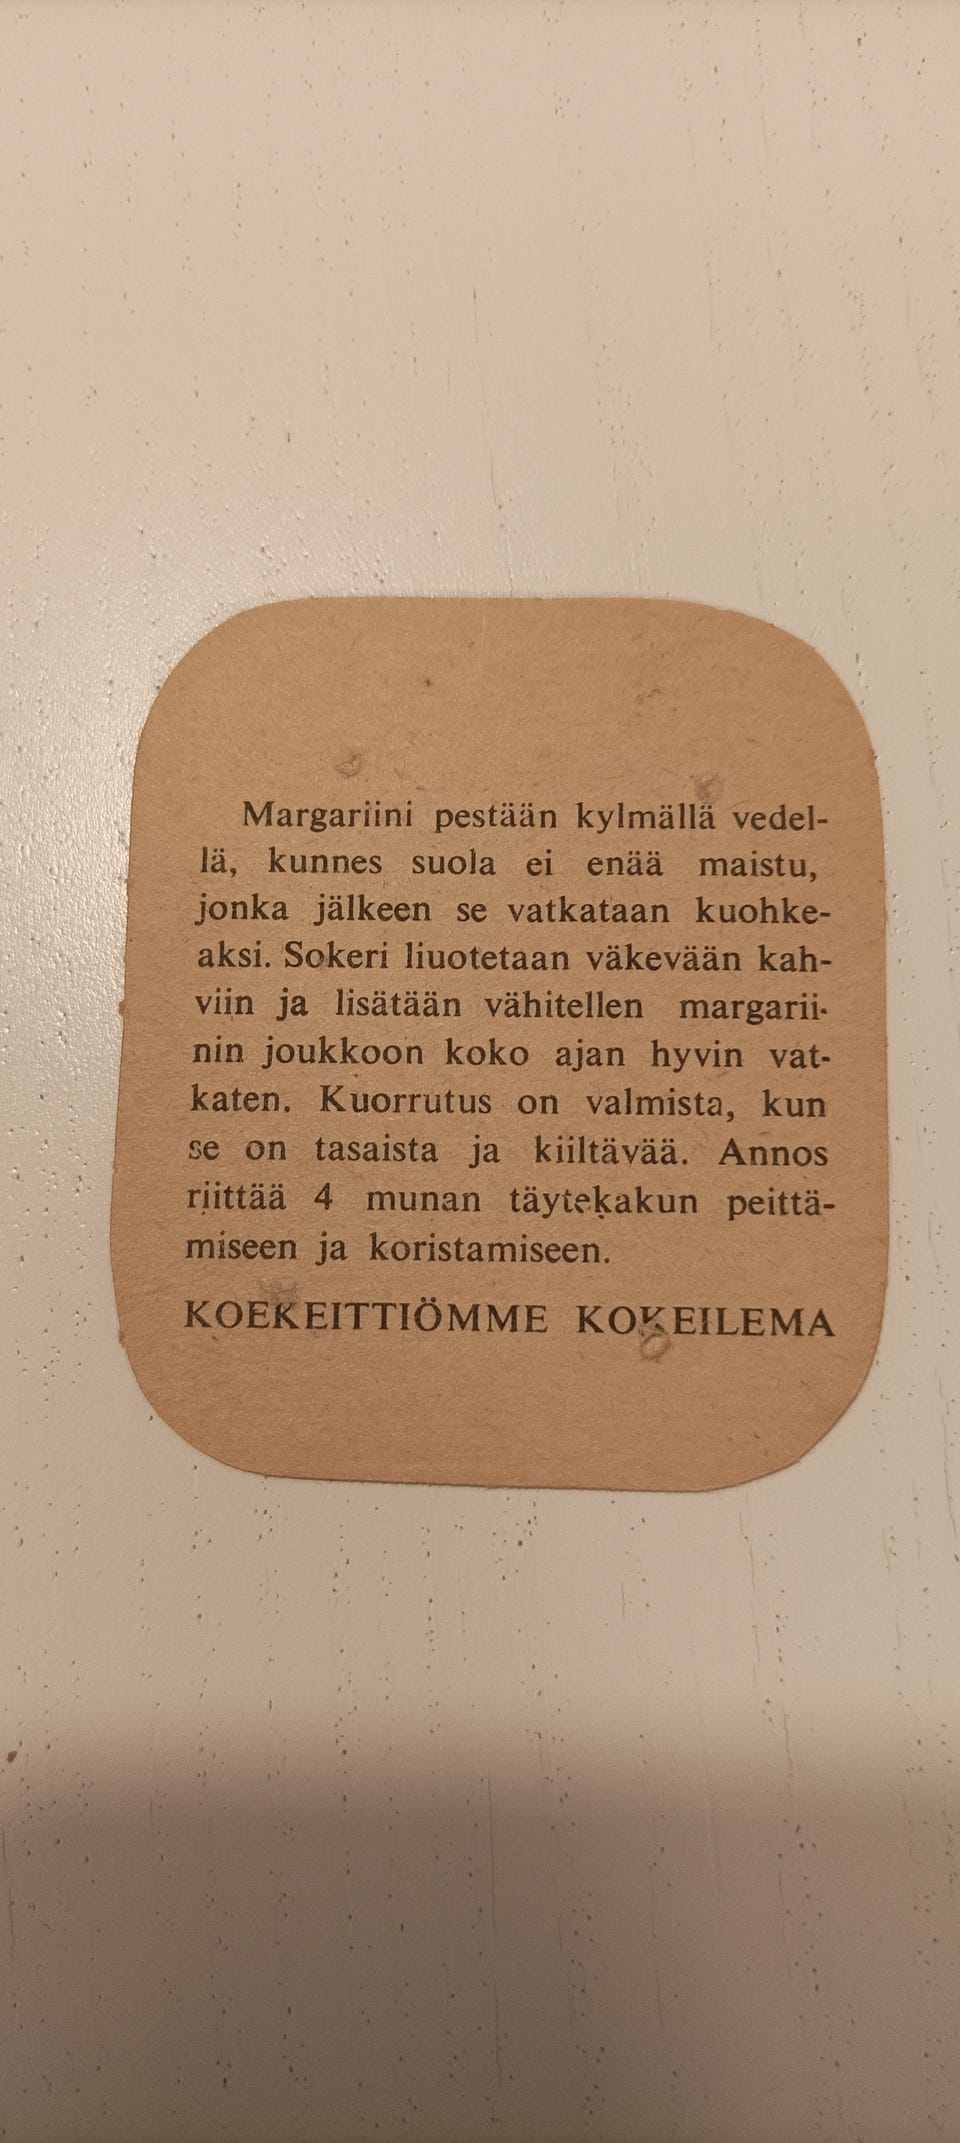 Margariini pestään kylmällä vedel-
lä, kunnes suola ei enää maistu,
jonka jälkeen se vatkataan kuohke-
aksi. Sokeri liuotetaan väkevään kah-
viin ja lisätään vähitellen margarii-
nin joukkoon koko ajan hyvin vat-
katen. Kuorrutus on valmista, kun
se on tasaista ja kiiltävää. Annos
riittää 4 munan täytekakun peittä-
miseen ja koristamiseen.
KOEKEITTIÖMME KOKEILEMA